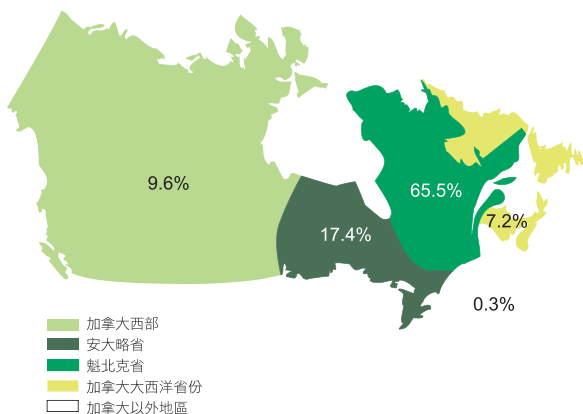 9.6%
65.5%
7.2%
17.4%
0.3%
加拿大西部
安大略省
魁北克省
加拿大大西洋省份
加拿大以外地區